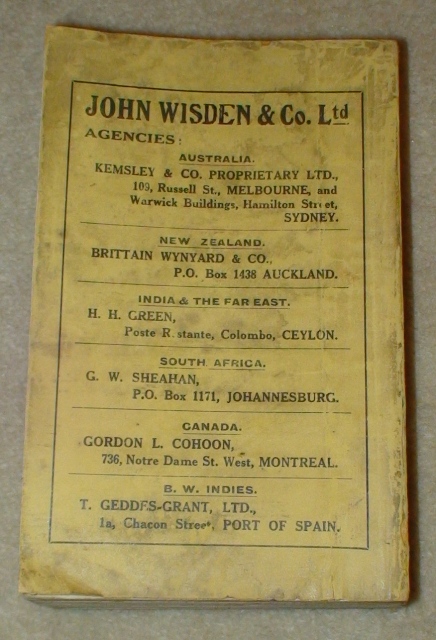 JOHN WISDEN & Co. Ltd
AGENCIES:
AUSTRALIA.
KEMSLEY & CO. PROPRIETARY LTD.,
109, Russell St., MELBOURNE, and
Warwick Buildings, Hamilton Street,
SYDNEY.
NEW ZEALAND.
BRITTAIN WYNYARD & CO.,
P.O. Box 1438 AUCKLAND.
INDIA & THE FAR EAST.
H. H. GREEN,
Poste R stante, Colombo, CEYLON.
SOUTH AFRICA.
G. W. SHEAHAN,
P.O. Box 1171, JOHANNESBURG.
CANADA.
GORDON L. COHOON,
736, Notre Dame St. West, MONTREAL.
B. W. INDIES.
T. GEDDES-GRANT, LTD.,
1a, Chacon Street, PORT OF SPAIN.